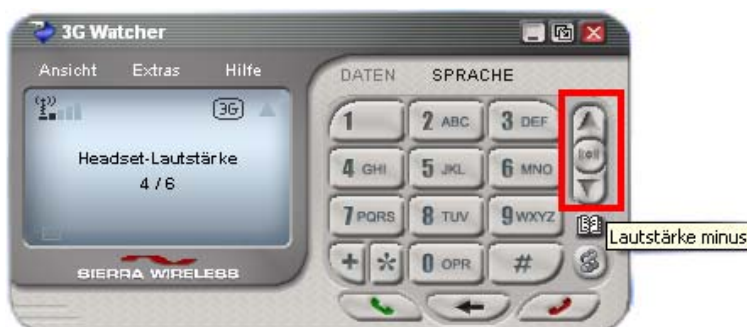 3G Watcher
Ansicht Extras Hilfe
DATEN SPRACHE
3G
Headset-Lautstärke
4 / 6
1 2 ABC 3 DEF
4 GHI 5 JKL 6 MNO
7 PQRS 8 TUV 9 WXYZ
+ * 0 OPR #
Lautstärke minus
SIERRA WIRELESS